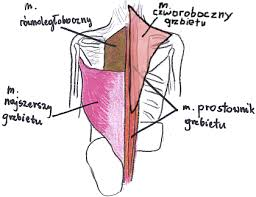 m.
równoległoboczny
m.
czworoboczny
grzbietu
m.
najszerszy
grzbietu
m. prostownik
grzbietu